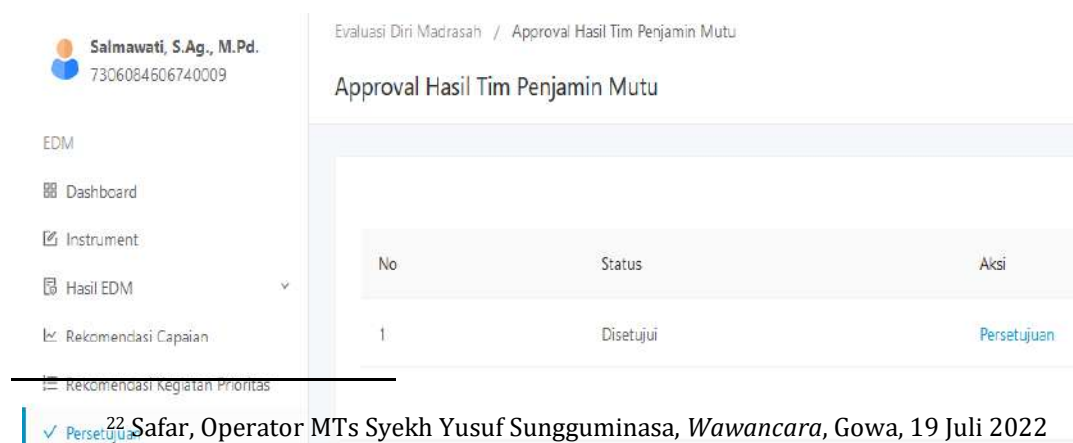 Salmawati, S.Ag., M.Pd.
7306084606740009
EDM
Dashboard
Instrument
Hasil EDM
Rekomendasi Capaian
Rekomendasi Kegiatan Prioritas
Persetujuan
Evaluasi Diri Madrasah / Approval Hasil Tim Penjamin Mutu
Approval Hasil Tim Penjamin Mutu
No Status Aksi
1 Disetujui Persetujuan
22 Safar, Operator MTs Syekh Yusuf Sungguminasa, Wawancara, Gowa, 19 Juli 2022